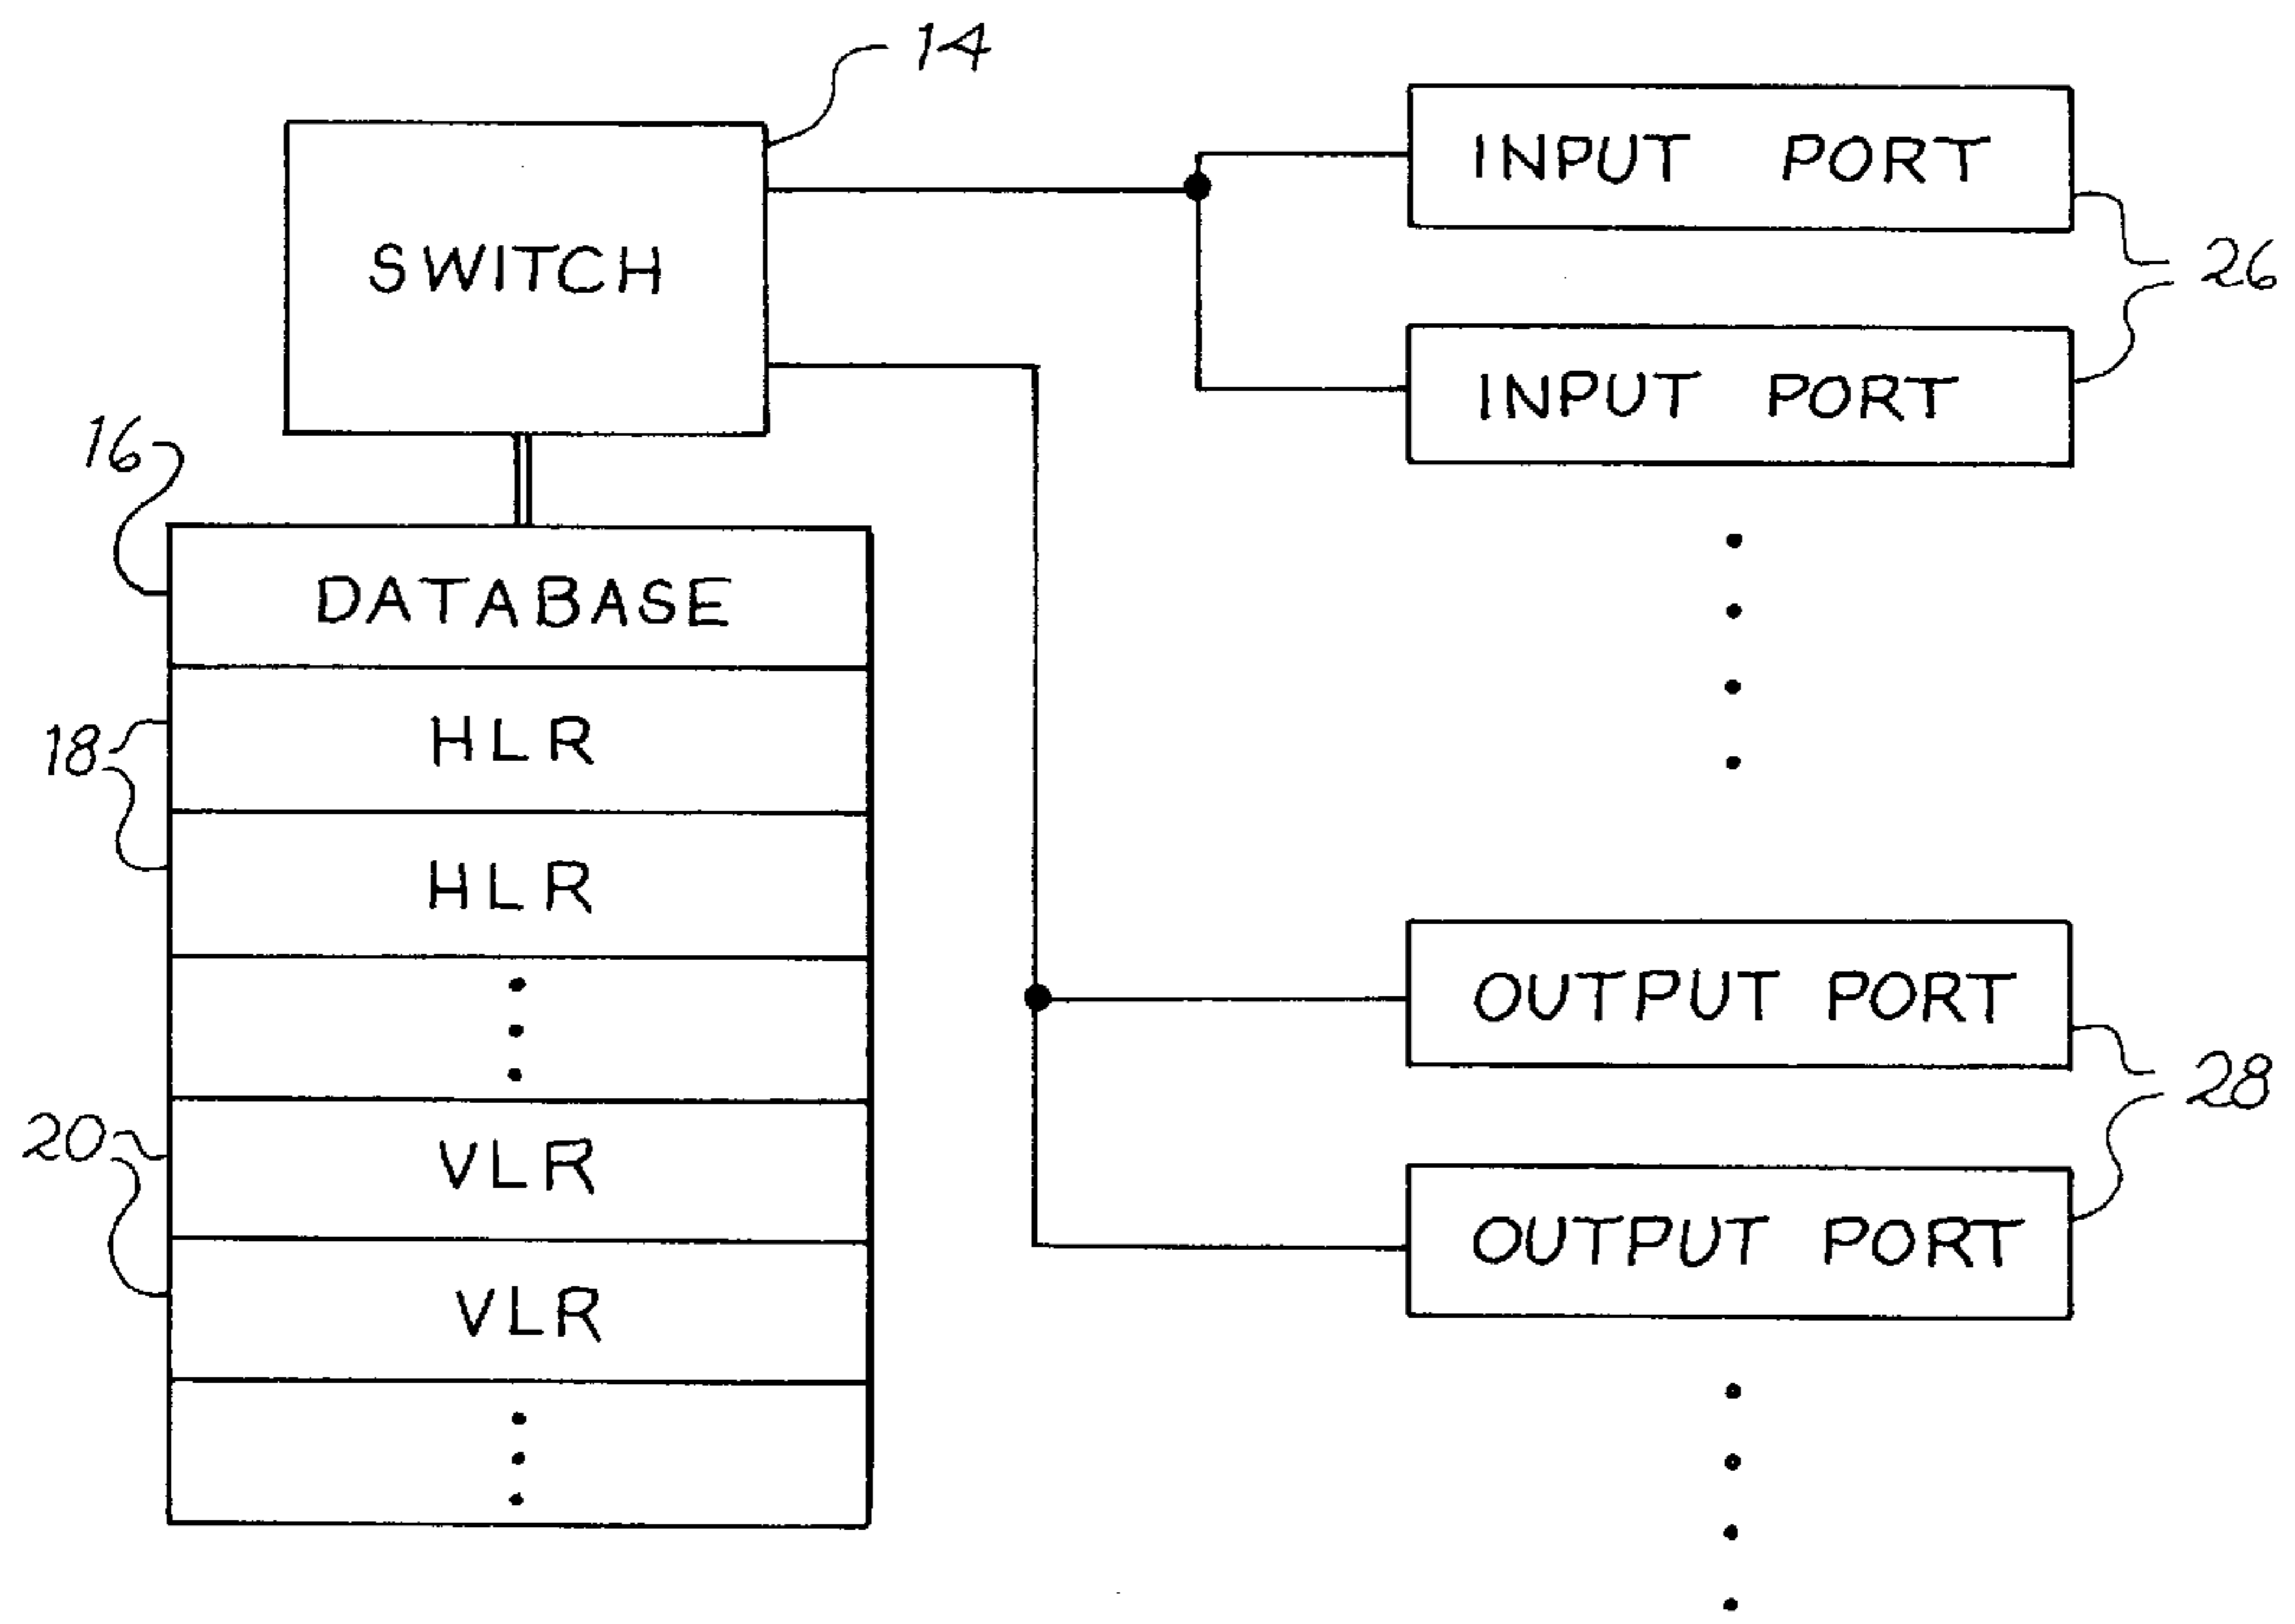 14
SWITCH
INPUT PORT
26
INPUT PORT
16
DATABASE
18
HLR
HLR
20
VLR
VLR
OUTPUT PORT
28
OUTPUT PORT